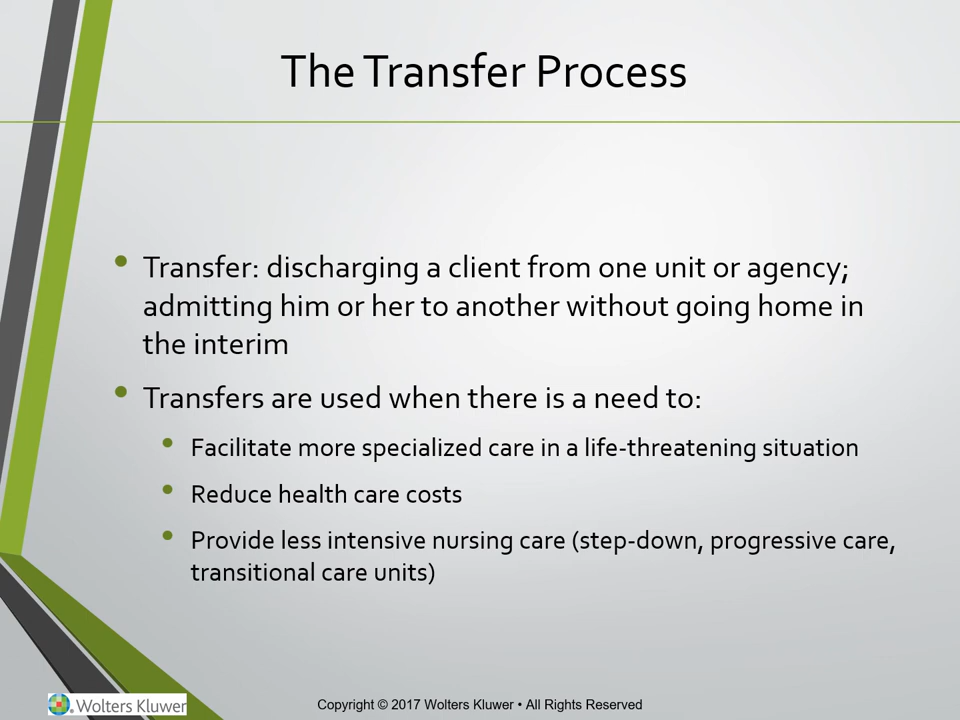 The Transfer Process
• Transfer: discharging a client from one unit or agency;
admitting him or her to another without going home in
the interim
• Transfers are used when there is a need to:
• Facilitate more specialized care in a life-threatening situation
• Reduce health care costs
• Provide less intensive nursing care (step-down, progressive care,
transitional care units)
Wolters Kluwer
Copyright © 2017 Wolters Kluwer • All Rights Reserved